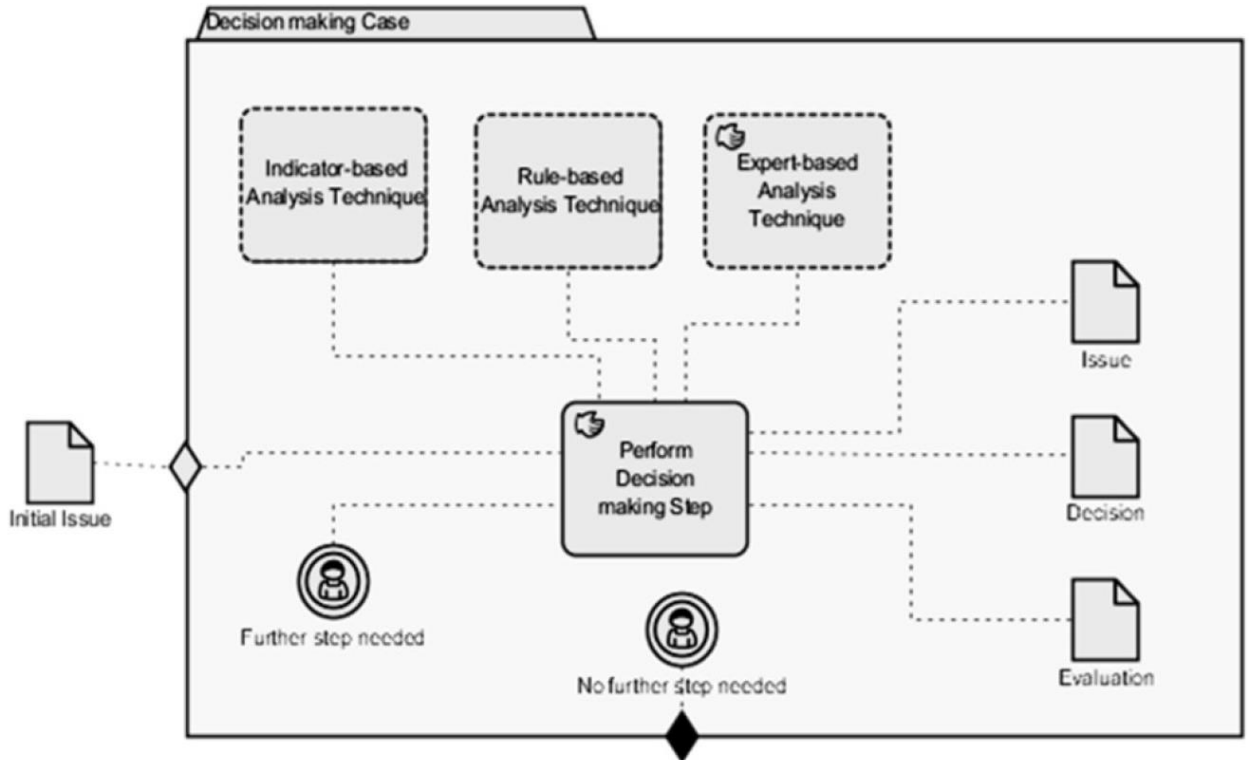 Decision making Case
Indicator-based
Analysis Technique
Rule-based
Analysis Technique
Expert-based
Analysis
Technique
Issue
Perform
Decision
making Step
Initial Issue
Decision
Further step needed
No further step needed
Evaluation